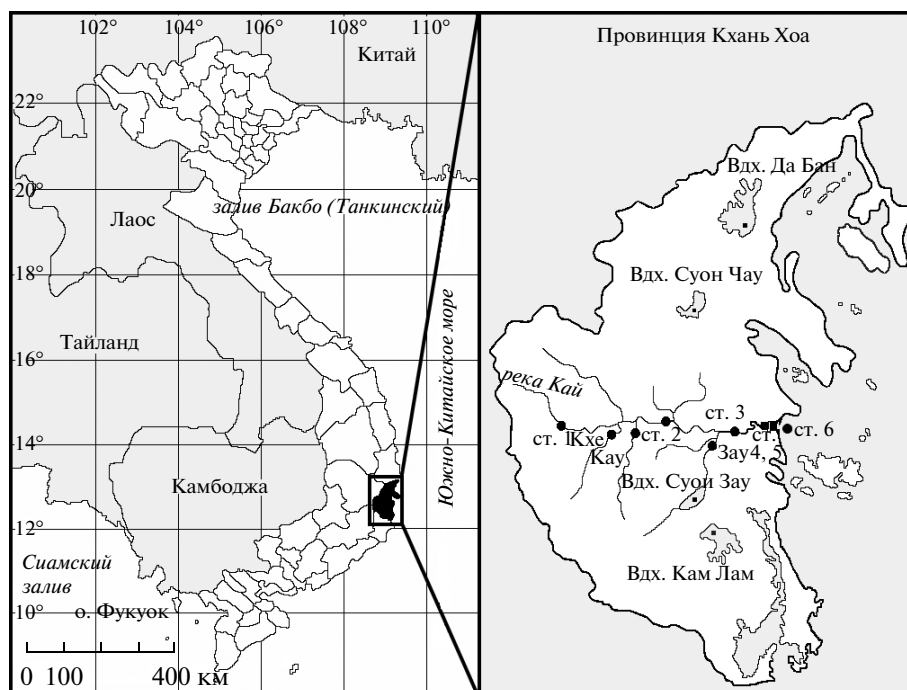 102° 104° 106° 108° 110°
Китай
22°
20°
залив Бакбо (Танкинский)
Лаос
18°
Южно-Китайское море
Тайланд
16°
14°
Камбоджа
12°
Сиамский
залив
о. Фукуок
10°
0 100 400 км
Провинция Кхань Хоа
Вдх. Да Бан
Вдх. Суон Чау
река Кай
ст. 3
ст. 1
Кхе
Кау
ст. 2
ст.
ст. 6
Зау
4,
Вдх. Суои Зау
Вдх. Кам Лам